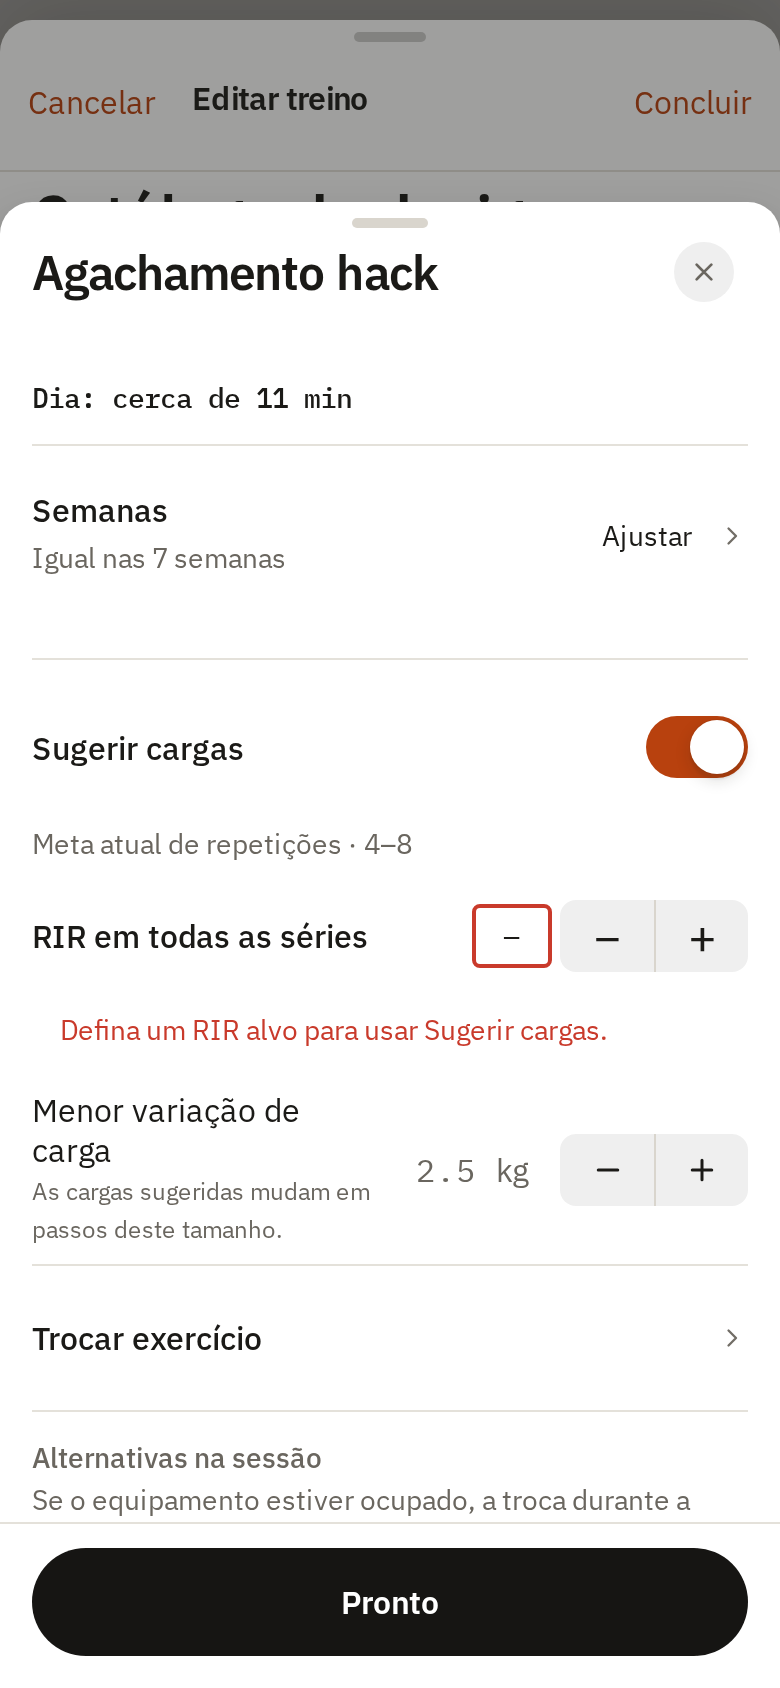 Cancelar
Editar treino
Concluir
Agachamento hack
Dia: cerca de 11 min
Semanas
Igual nas 7 semanas
Ajustar
Sugerir cargas
Meta atual de repetições · 4–8
RIR em todas as séries
–
− +
Defina um RIR alvo para usar Sugerir cargas.
Menor variação de
carga
As cargas sugeridas mudam em
passos deste tamanho.
2.5 kg
− +
Trocar exercício
Alternativas na sessão
Se o equipamento estiver ocupado, a troca durante a
Pronto